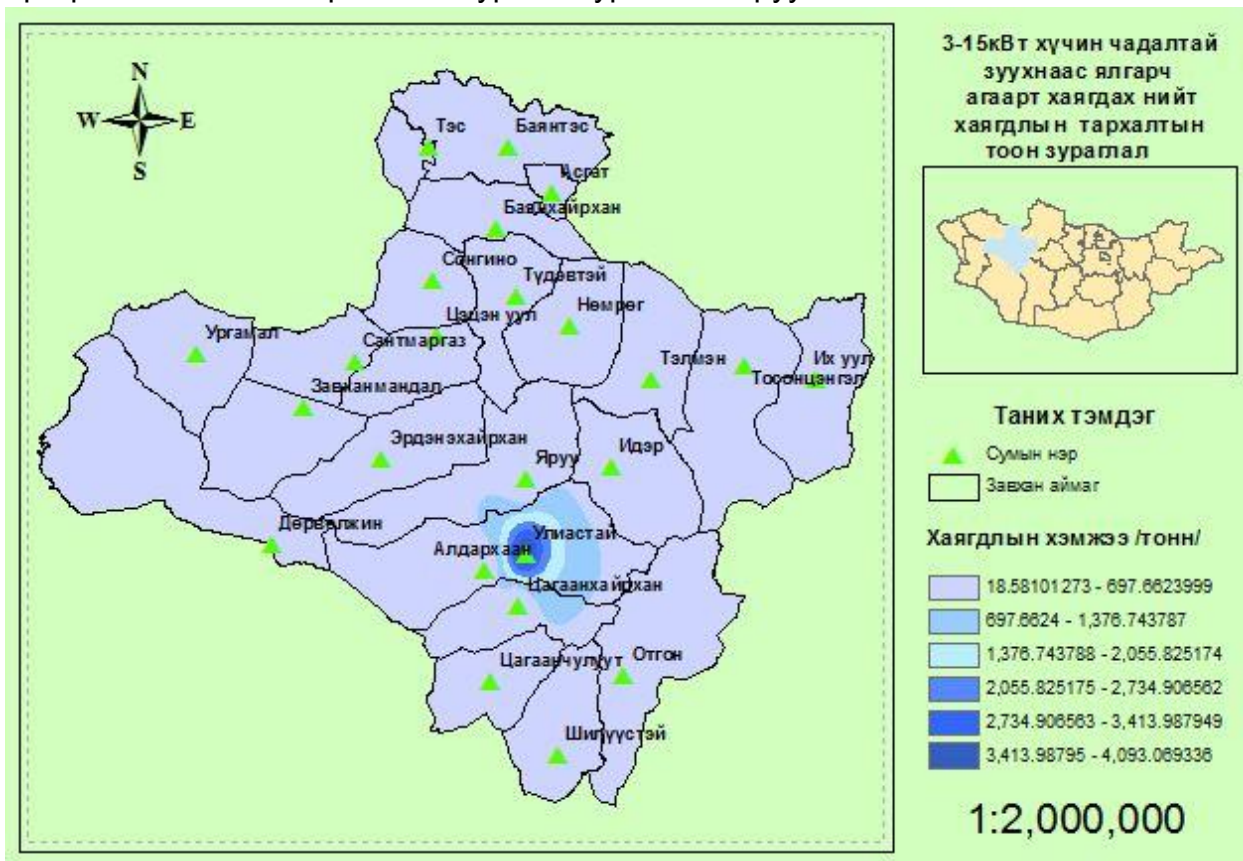 N
W E
S
Тэс
Баянтэс
Асгат
Баянхайрхан
Сонгино
Түдэвтэй
Цэцэн уул
Нөмрөг
Ургамал
Сантмаргаз
Тэлмэн
Их уул
Тосонцэнгэл
Завханмандал
Эрдэнэхайрхан
Яруу
Идэр
Дөрвөлжин
Улиастай
Алдархаан
Цагаанхайрхан
Цагаанчулуут
Отгон
Шилүүстэй
3-15кВт хүчин чадалтай
зуухнаас ялгарч
агаарт хаягдах нийт
хаягдлын тархалтын
тоон зураглал
Таних тэмдэг
Сумын нэр
Завхан аймаг
Хаягдлын хэмжээ /тонн/
18.58101273 - 697.6623999
697.6624 - 1,376.743787
1,376.743788 - 2,055.825174
2,055.825175 - 2,734.906562
2,734.906563 - 3,413.987949
3,413.98795 - 4,093.069336
1:2,000,000